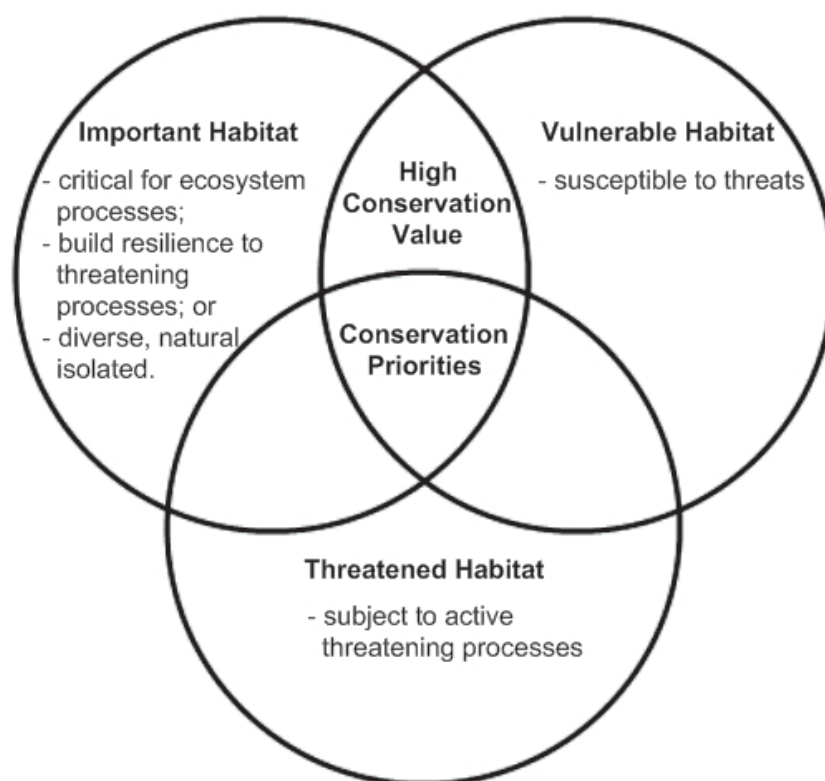 Important Habitat
- critical for ecosystem
processes;
- build resilience to
threatening
processes; or
- diverse, natural
isolated.
High
Conservation
Value
Vulnerable Habitat
- susceptible to threats
Conservation
Priorities
Threatened Habitat
- subject to active
threatening processes